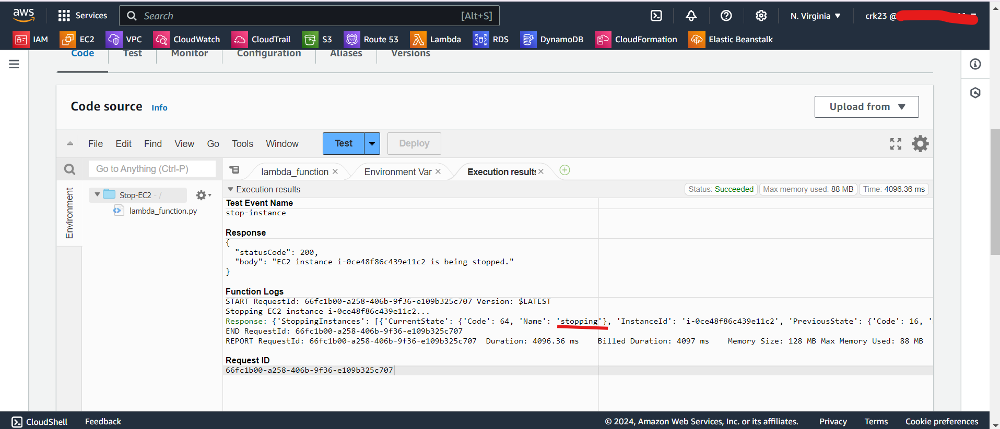 aws Services Search [Alt+S] N. Virginia crk23 @
IAM EC2 VPC CloudWatch CloudTrail S3 Route 53 Lambda RDS DynamoDB CloudFormation Elastic Beanstalk
Code Test Monitor Configuration Aliases Versions
Code source Info Upload from
File Edit Find View Go Tools Window Test Deploy
Go to Anything (Ctrl-P) lambda_function Environment Var Execution results
Execution results Status: Succeeded Max memory used: 88 MB Time: 4096.36 ms
Environment
Stop-EC2 - /
lambda_function.py
Test Event Name
stop-instance
Response
{
"statusCode": 200,
"body": "EC2 instance i-0ce48f86c439e11c2 is being stopped."
}
Function Logs
START RequestId: 66fc1b00-a258-406b-9f36-e109b325c707 Version: $LATEST
Stopping EC2 instance i-0ce48f86c439e11c2...
Response: {'StoppingInstances': [{'CurrentState': {'Code': 64, 'Name': 'stopping'}, 'InstanceId': 'i-0ce48f86c439e11c2', 'PreviousState': {'Code': 16, '
END RequestId: 66fc1b00-a258-406b-9f36-e109b325c707
REPORT RequestId: 66fc1b00-a258-406b-9f36-e109b325c707 Duration: 4096.36 ms Billed Duration: 4097 ms Memory Size: 128 MB Max Memory Used: 88 MB
Request ID
66fc1b00-a258-406b-9f36-e109b325c707
CloudShell Feedback © 2024, Amazon Web Services, Inc. or its affiliates. Privacy Terms Cookie preferences